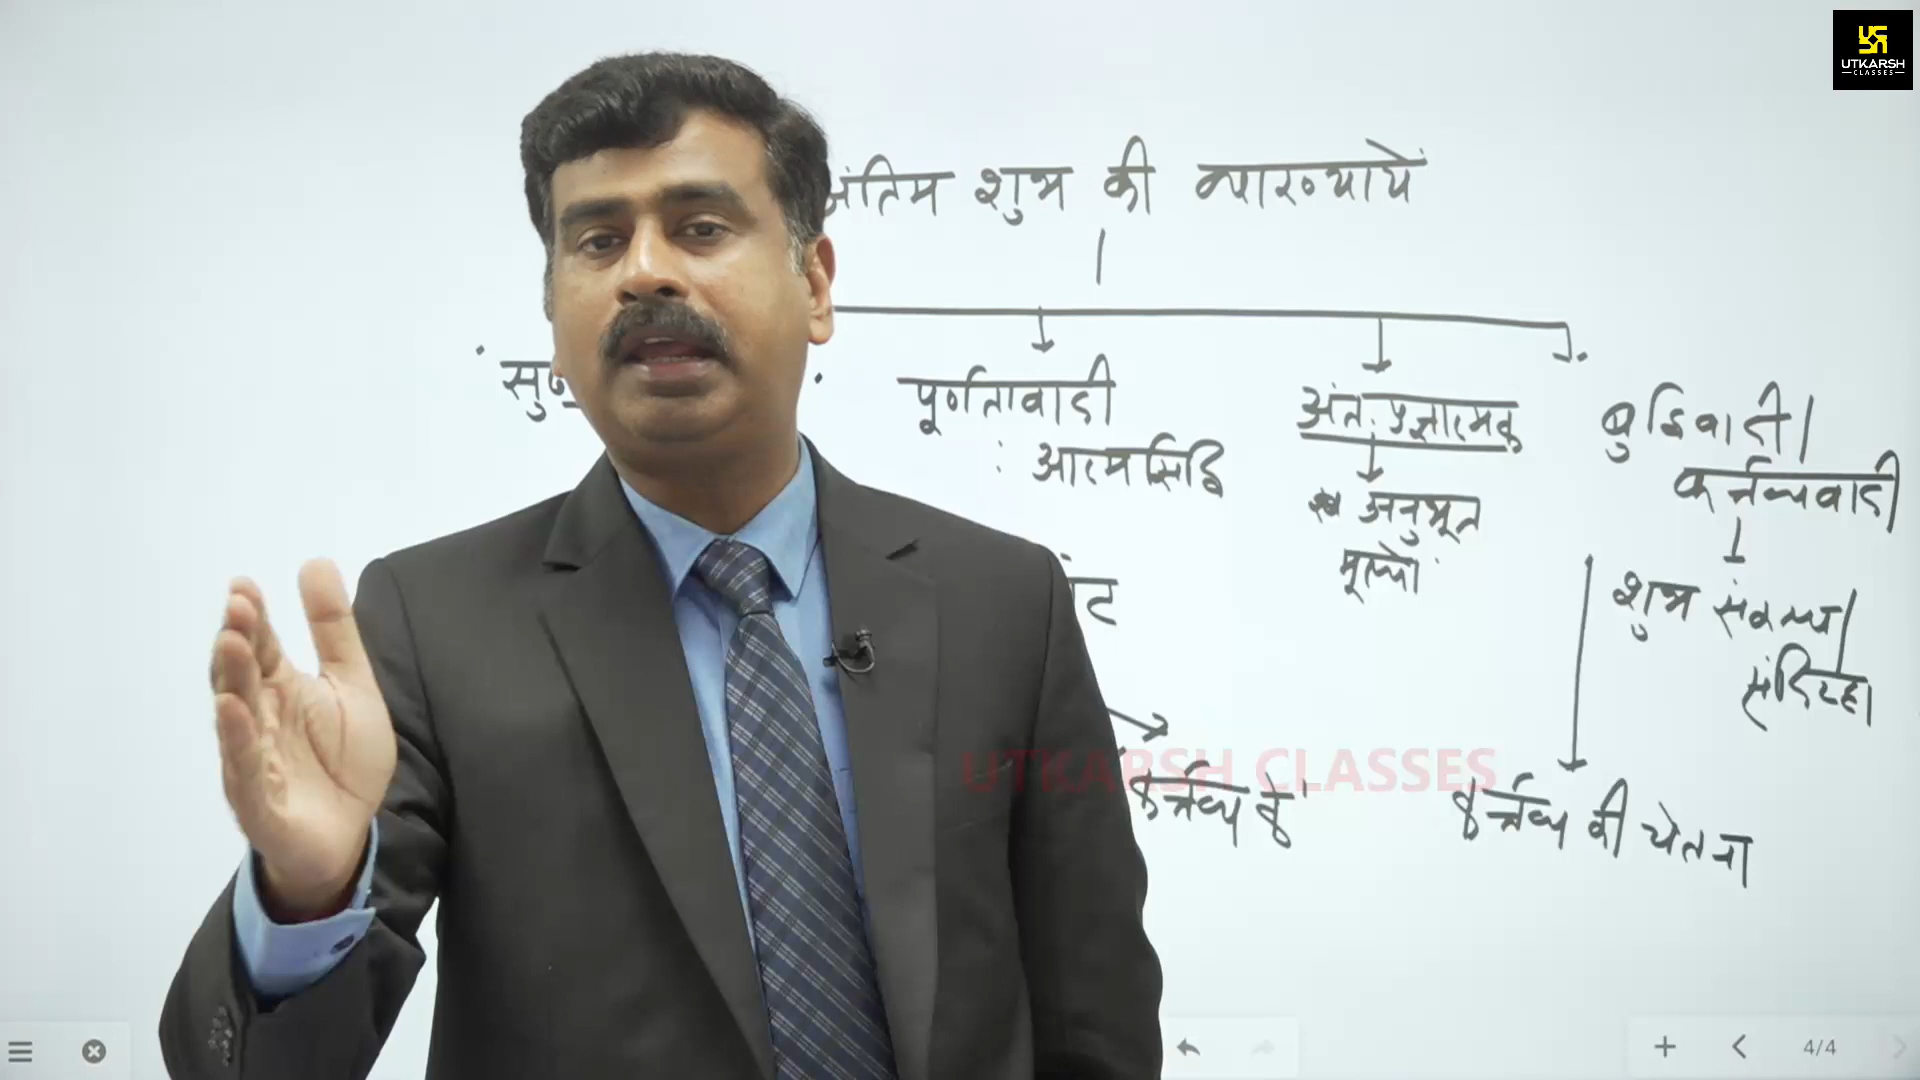 UTKARSH
CLASSES
अंतिम शुभ की व्याख्यायें
पूर्णतावादी
: आत्मसिद्धि
अंतः प्रज्ञात्मक
अनुभूत
मूल्यों
बुद्धिवादी/
कर्त्तव्यवादी
शुभ संकल्प/
कर्त्तव्य के
कर्त्तव्य की चेतना
UTKARSH CLASSES
4/4